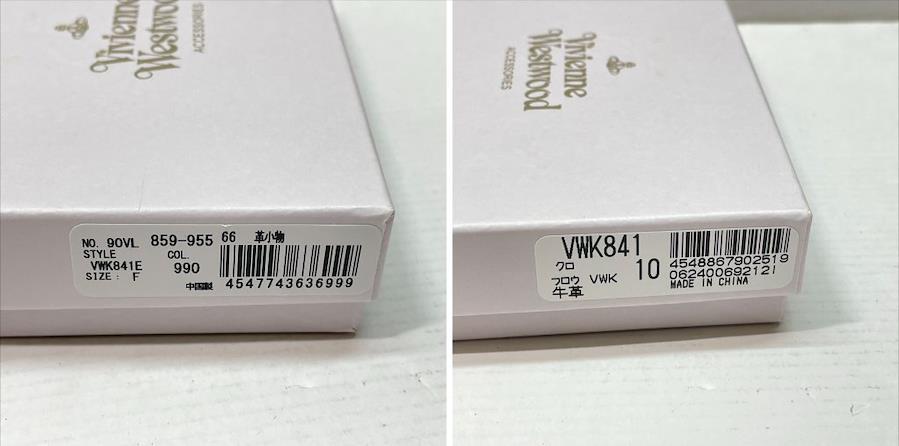 Vivienne
Westwood
ACCESSORIES
NO. 90VL 859-955 66 革小物
STYLE COL.
VWK841E 990
SIZE: F 中国製 4547743636999
Vivienne
Westwood
ACCESSORIES
VWK841
クロ 10 4548867902519
フロウ VWK 062400692121
牛革 MADE IN CHINA